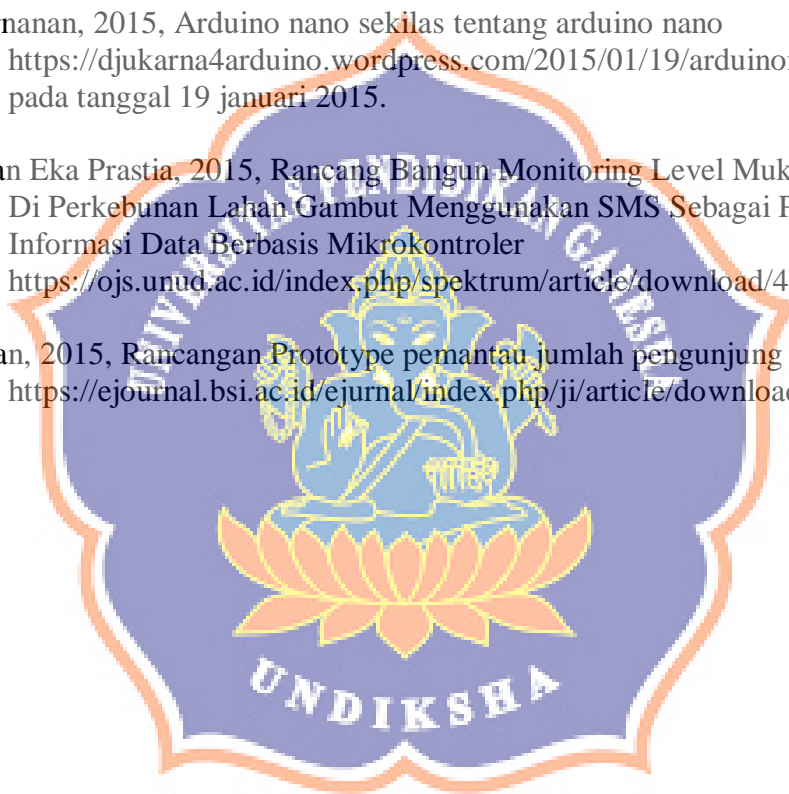 nanan, 2015, Arduino nano sekilas tentang arduino nano
https://djukarna4arduino.wordpress.com/2015/01/19/arduino
pada tanggal 19 januari 2015.
n Eka Prastia, 2015, Rancang Bangun Monitoring Level Muk
Di Perkebunan Lahan Gambut Menggunakan SMS Sebagai P
Informasi Data Berbasis Mikrokontroler
https://ojs.unud.ac.id/index.php/spektrum/article/download/4
an, 2015, Rancangan Prototype pemantau jumlah pengunjung
https://ejournal.bsi.ac.id/ejurnal/index.php/ji/article/download
UNIVERSITAS PENDIDIKAN GANESHA
UNDIKSHA